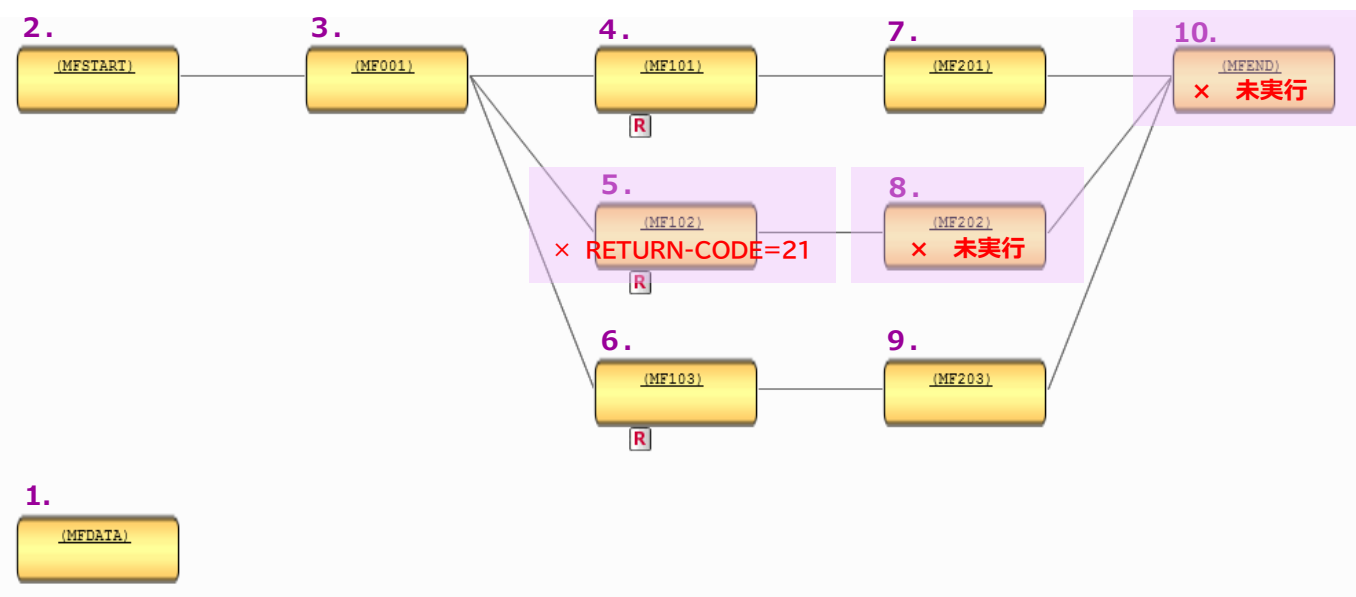 2.
(MFSTART)
3.
(MF001)
4.
(MF101)
R
7.
(MF201)
10.
(MFEND)
× 未実行
5.
(MF102)
× RETURN-CODE=21
R
8.
(MF202)
× 未実行
6.
(MF103)
R
9.
(MF203)
1.
(MFDATA)